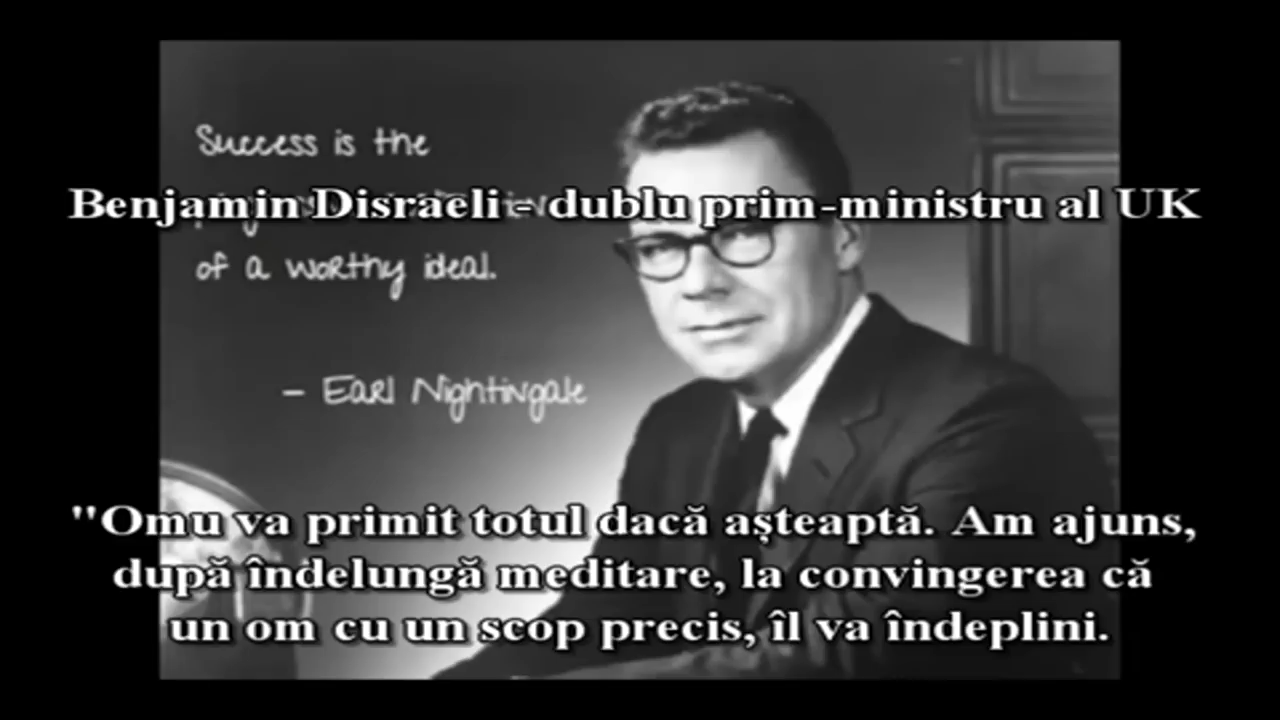 Success is the
Benjamin Disraeli - dublu prim-ministru al UK
of a worthy ideal.
- Earl Nightingale
"Omu va primit totul dacă așteaptă. Am ajuns,
după îndelungă meditare, la convingerea că
un om cu un scop precis, îl va îndeplini.